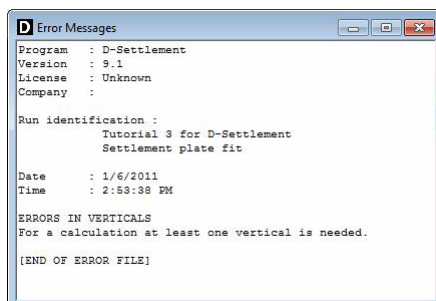 D Error Messages
Program : D-Settlement
Version : 9.1
License : Unknown
Company :
Run identification :
Tutorial 3 for D-Settlement
Settlement plate fit
Date : 1/6/2011
Time : 2:53:38 PM
ERRORS IN VERTICALS
For a calculation at least one vertical is needed.
[END OF ERROR FILE]